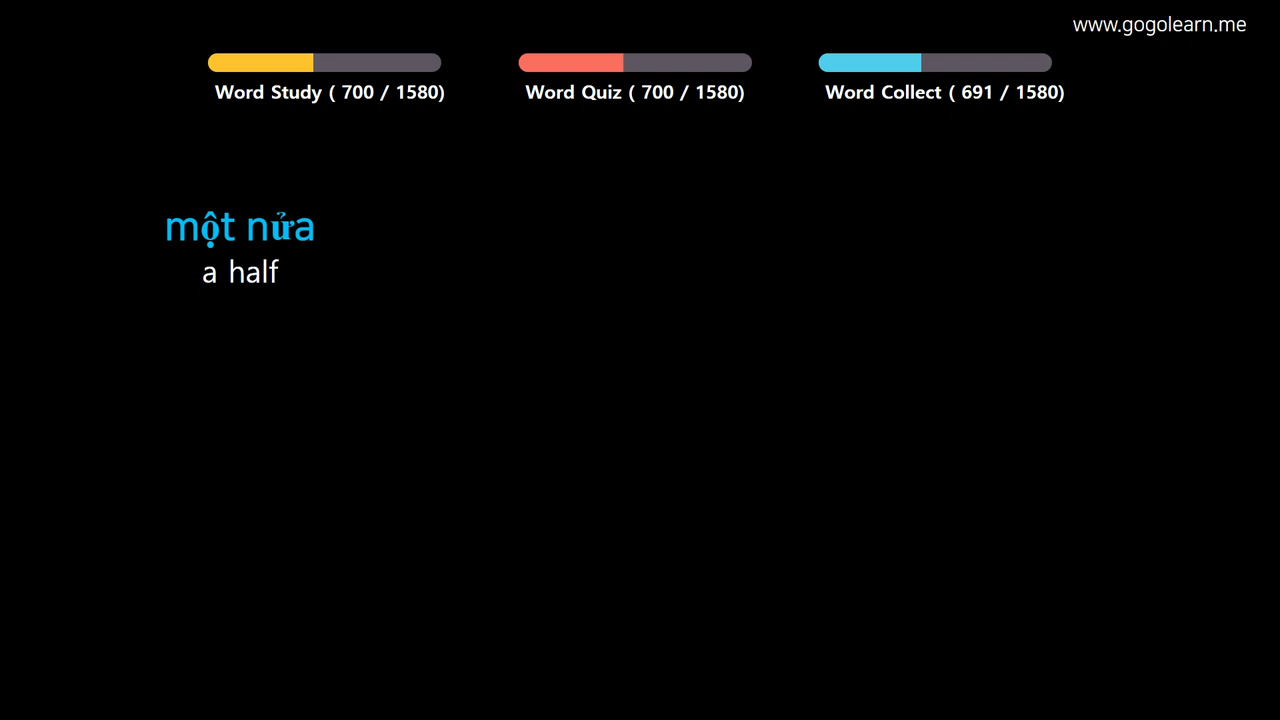 www.gogolearn.me
Word Study ( 700 / 1580)
Word Quiz ( 700 / 1580)
Word Collect ( 691 / 1580)
một nửa
a half